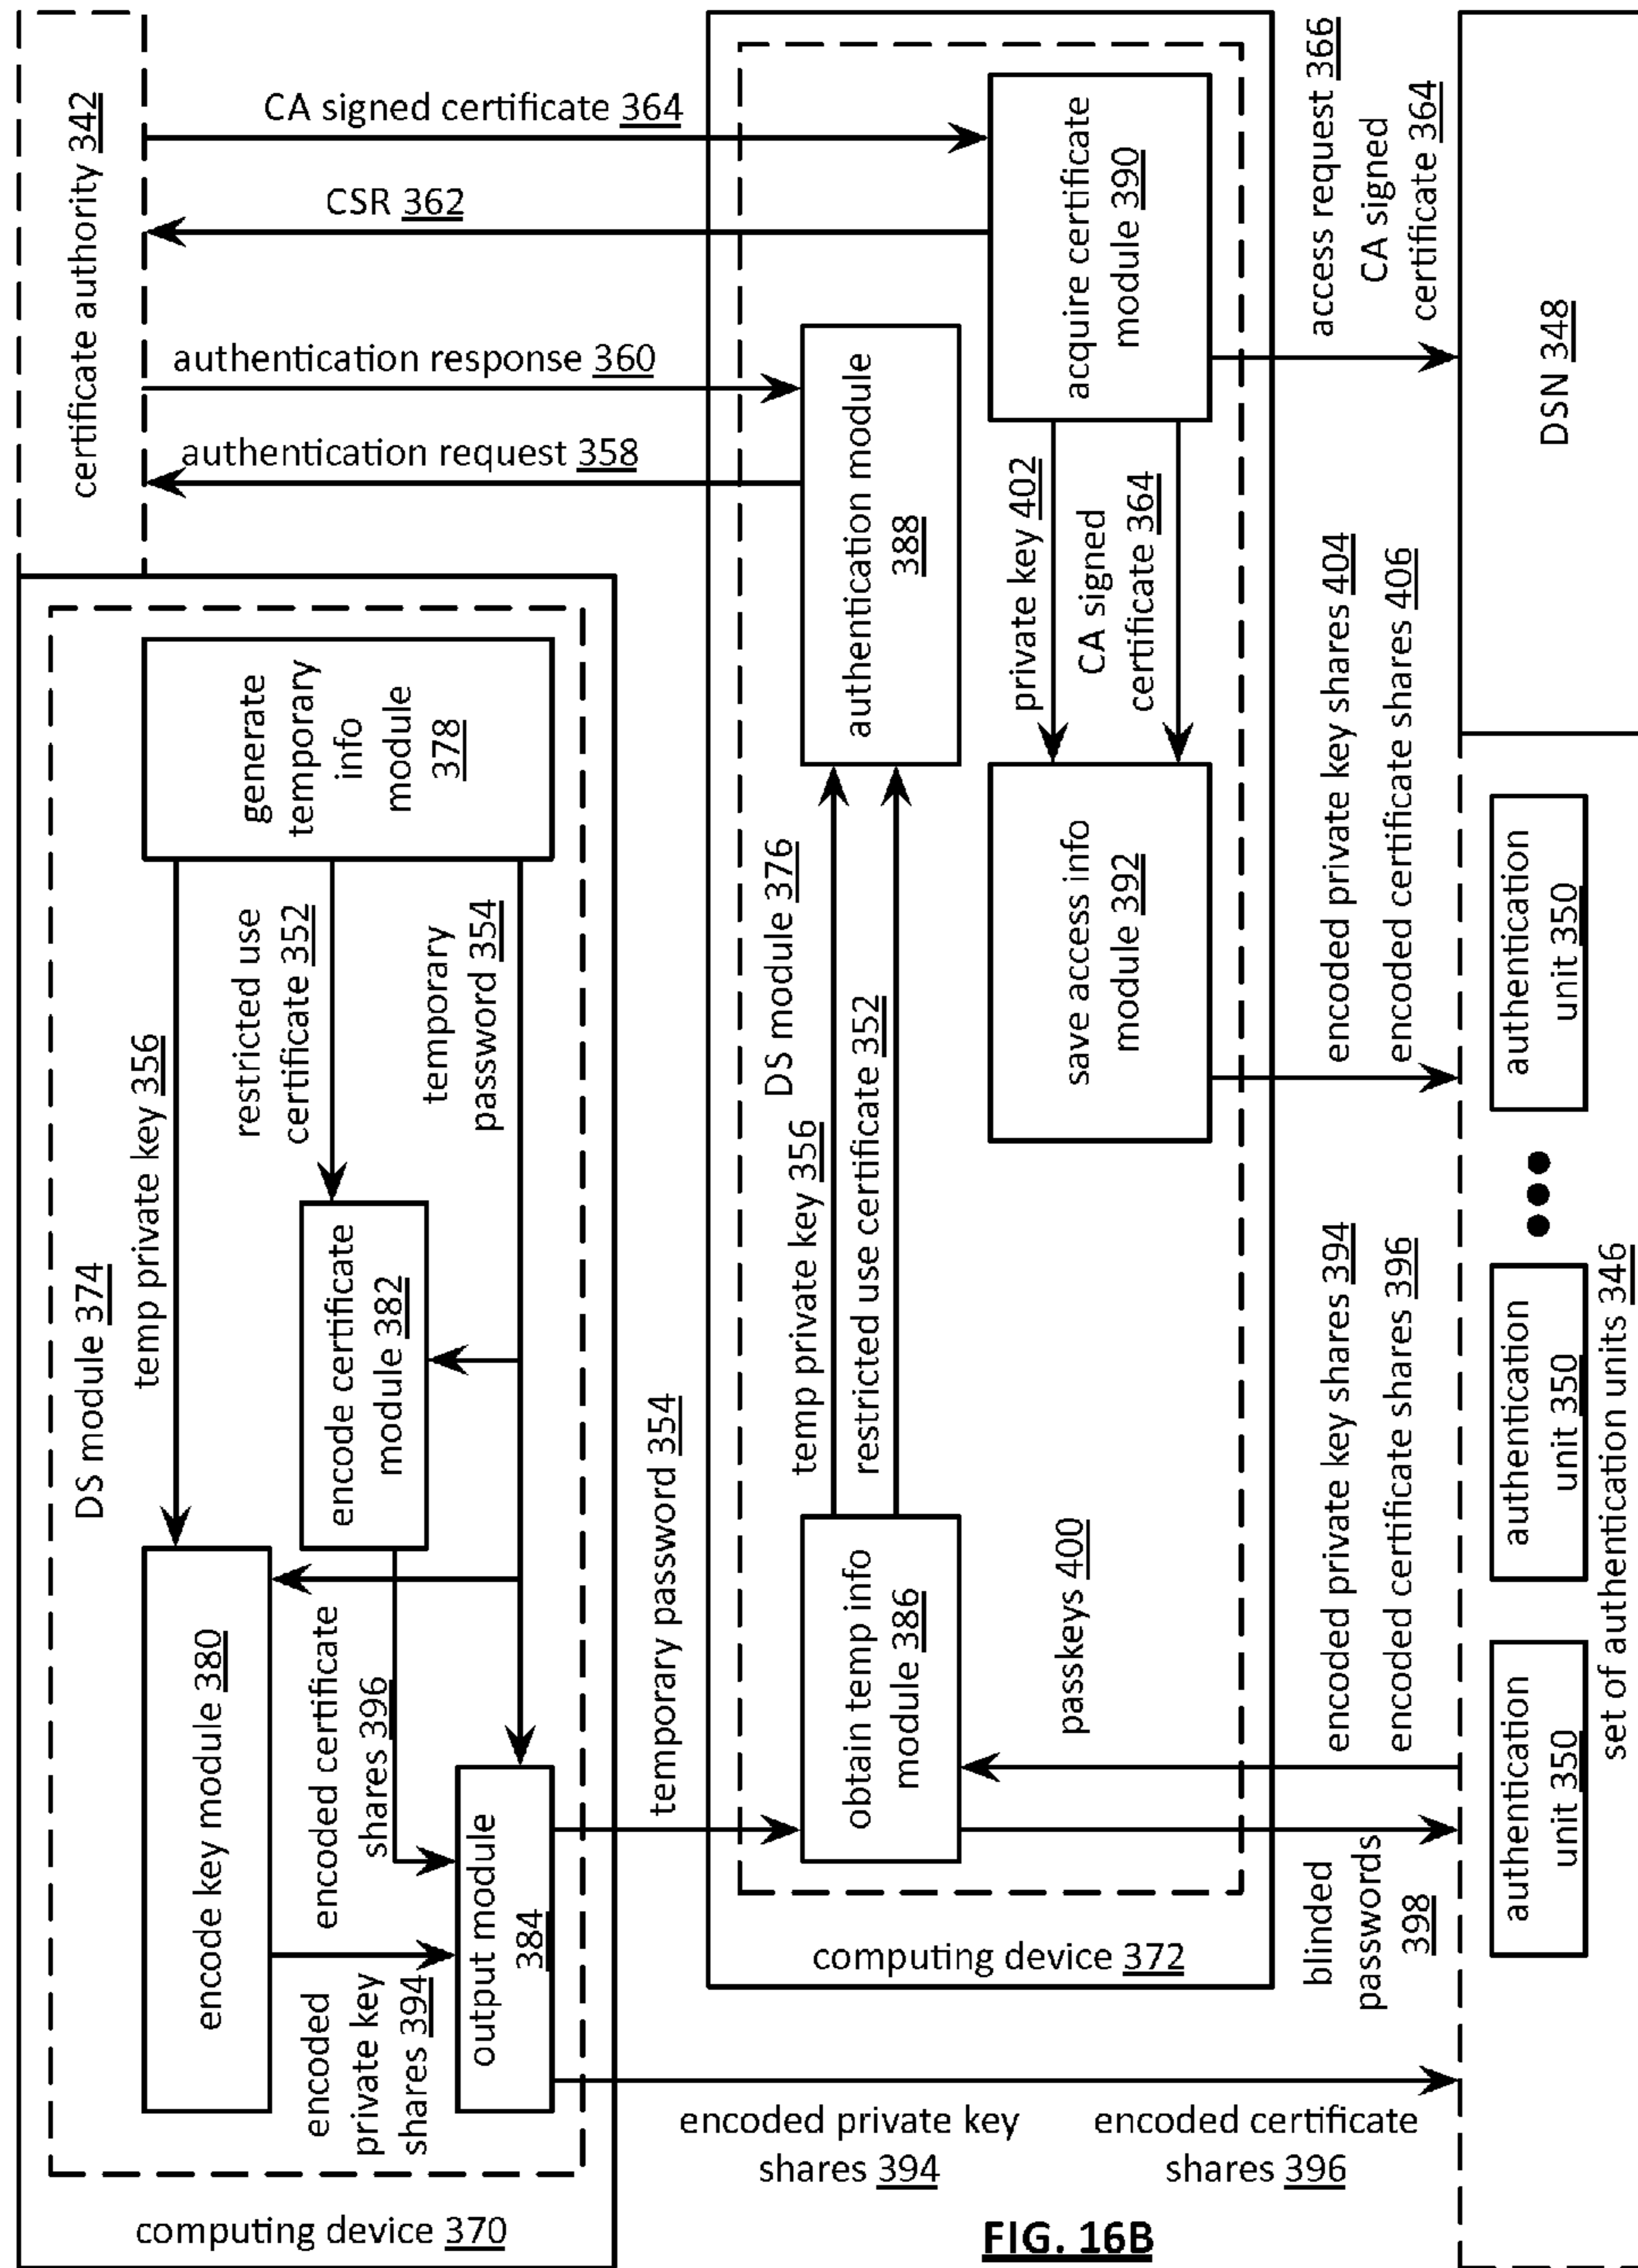 certificate authority 342
CA signed certificate 364
CSR 362
authentication response 360
authentication request 358
generate
temporary
info
module
378
DS module 374
temp private key 356
restricted use
certificate 352
temporary
password 354
encode certificate
module 382
encode key module 380
encoded certificate
shares 396
encoded
private key
shares 394
output module
384
computing device 370
temporary password 354
DS module 376
acquire certificate
module 390
authentication module
388
private key 402
CA signed
certificate 364
save access info
module 392
temp private key 356
restricted use certificate 352
obtain temp info
module 386
computing device 372
access request 366
CA signed
certificate 364
encoded private key shares 404
encoded certificate shares 406
passkeys 400
encoded private key shares 394
encoded certificate shares 396
blinded
passwords
398
encoded private key
shares 394
encoded certificate
shares 396
DSN 348
authentication
unit 350
authentication
unit 350
authentication
unit 350
set of authentication units 346
FIG. 16B